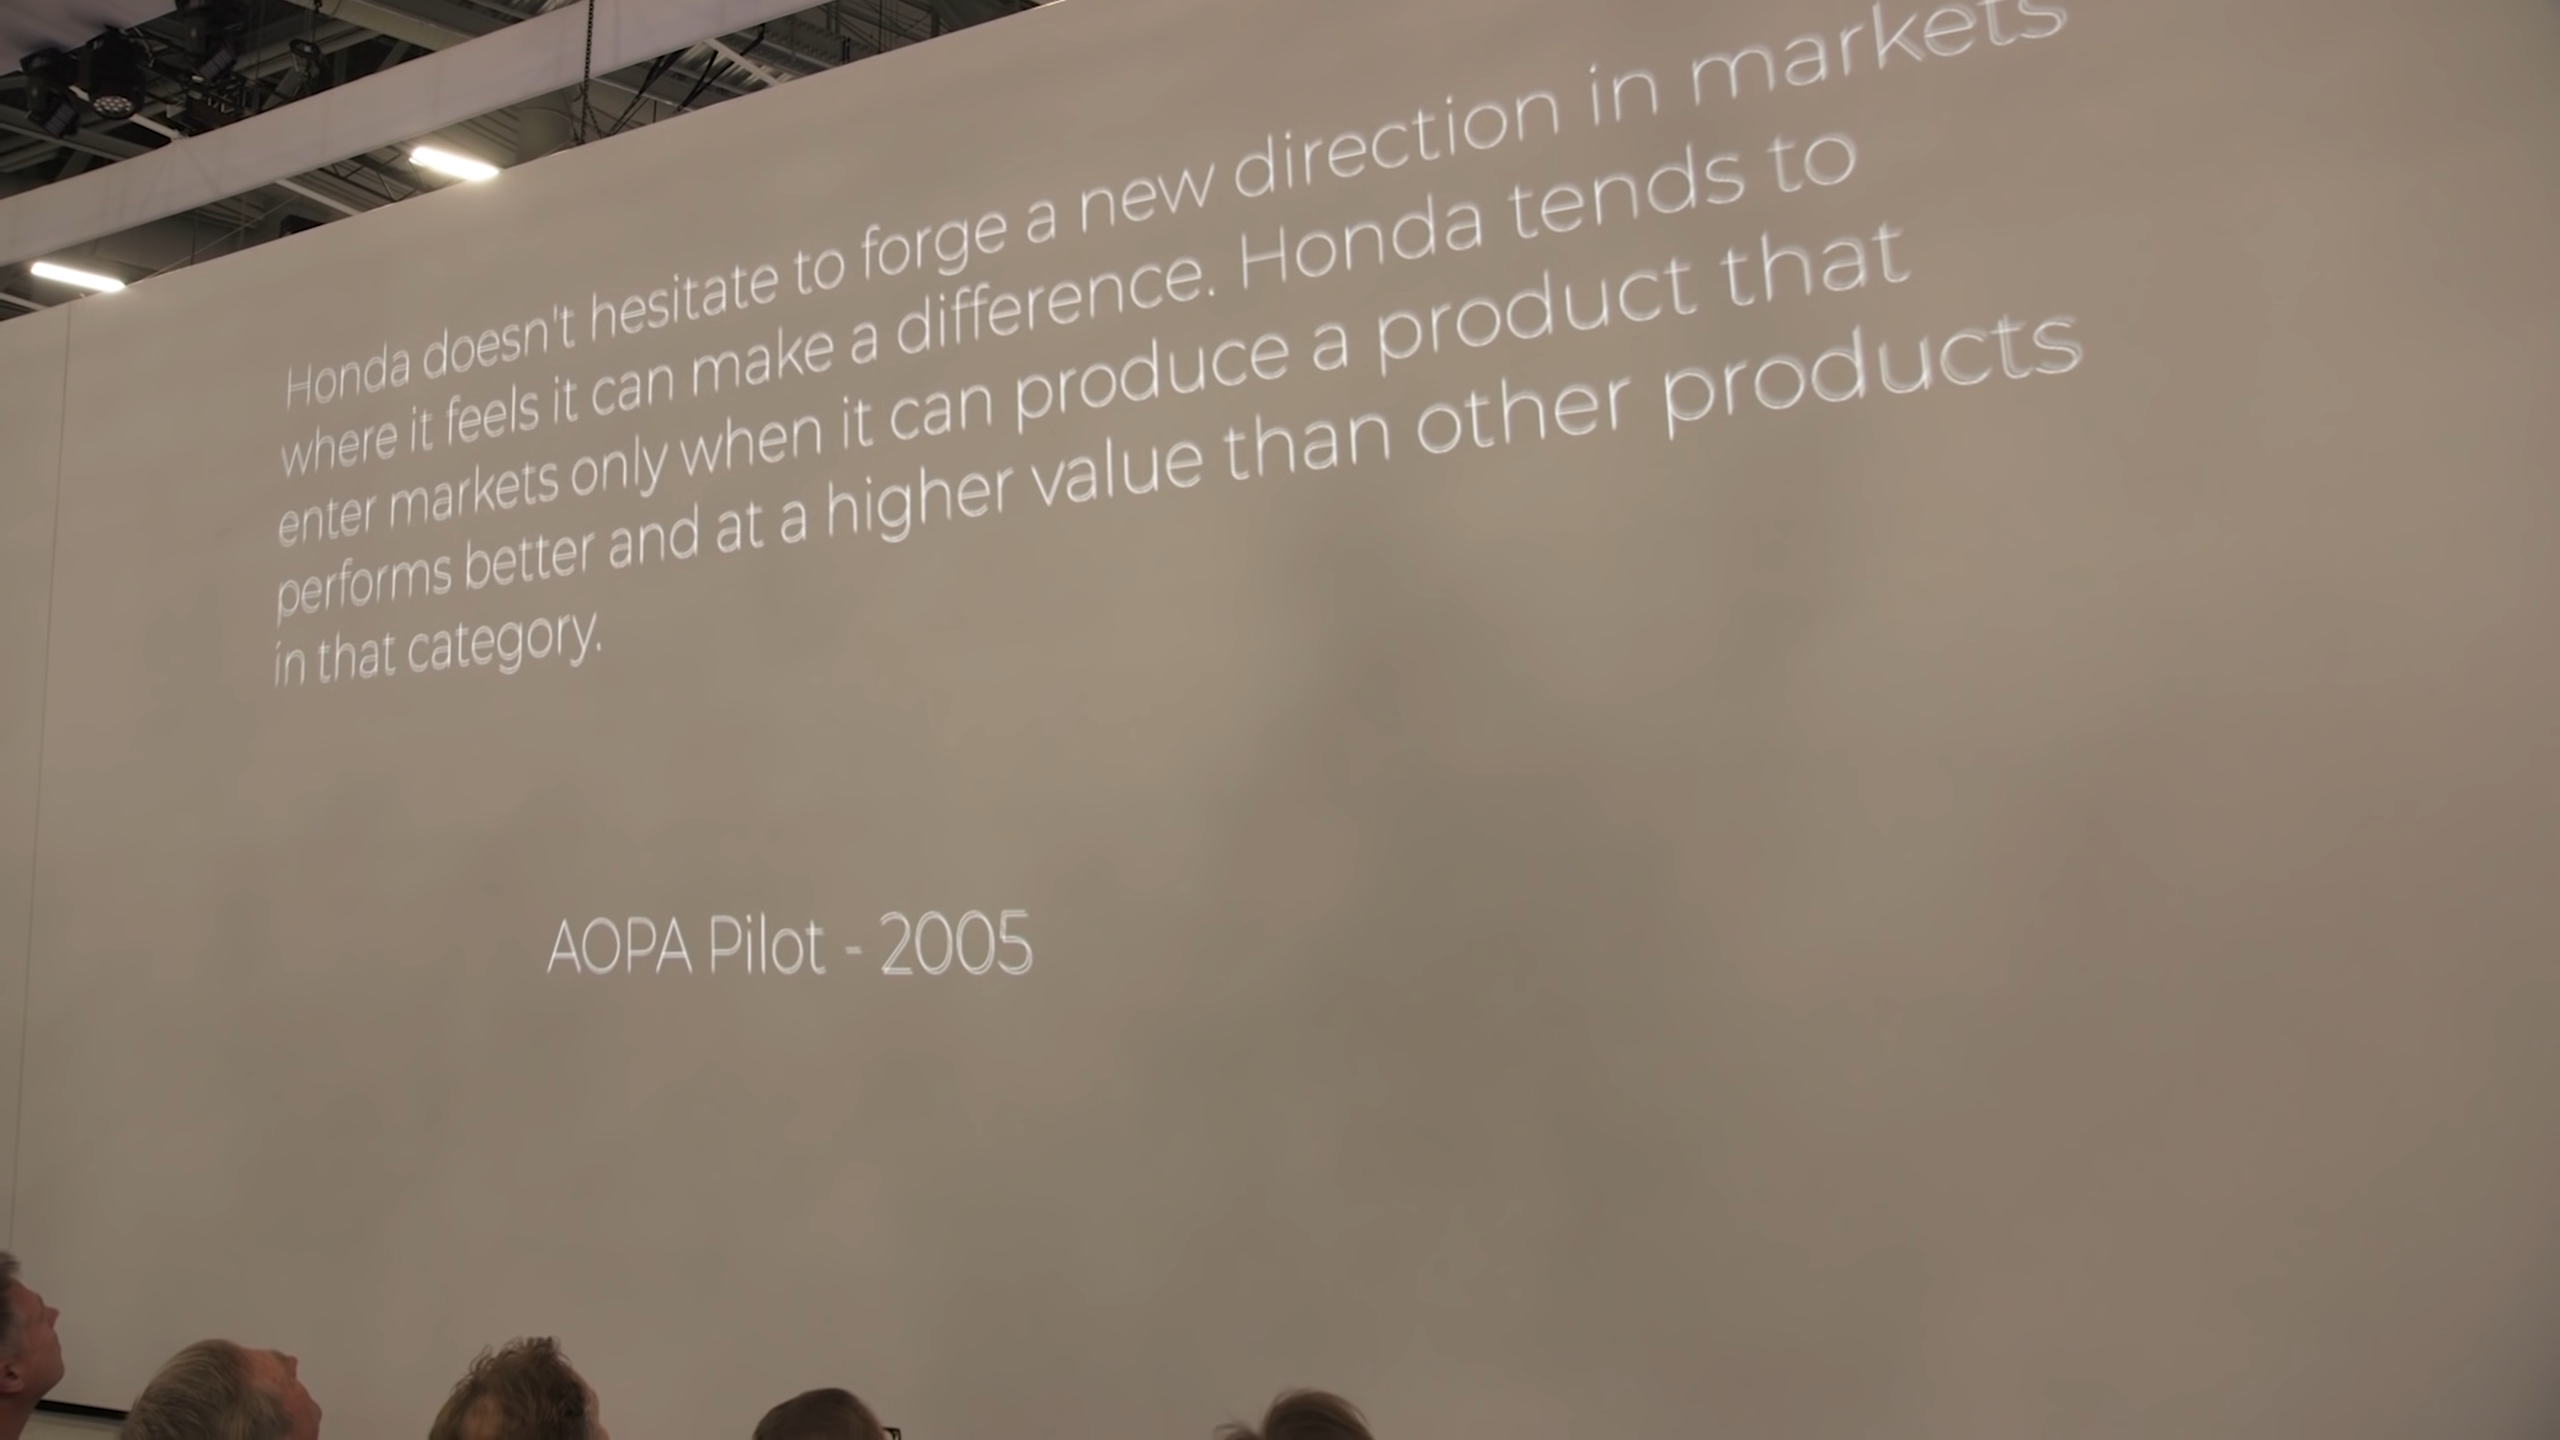 Honda doesn't hesitate to forge a new direction in markets
where it feels it can make a difference. Honda tends to
enter markets only when it can produce a product that
performs better and at a higher value than other products
in that category.
AOPA Pilot - 2005